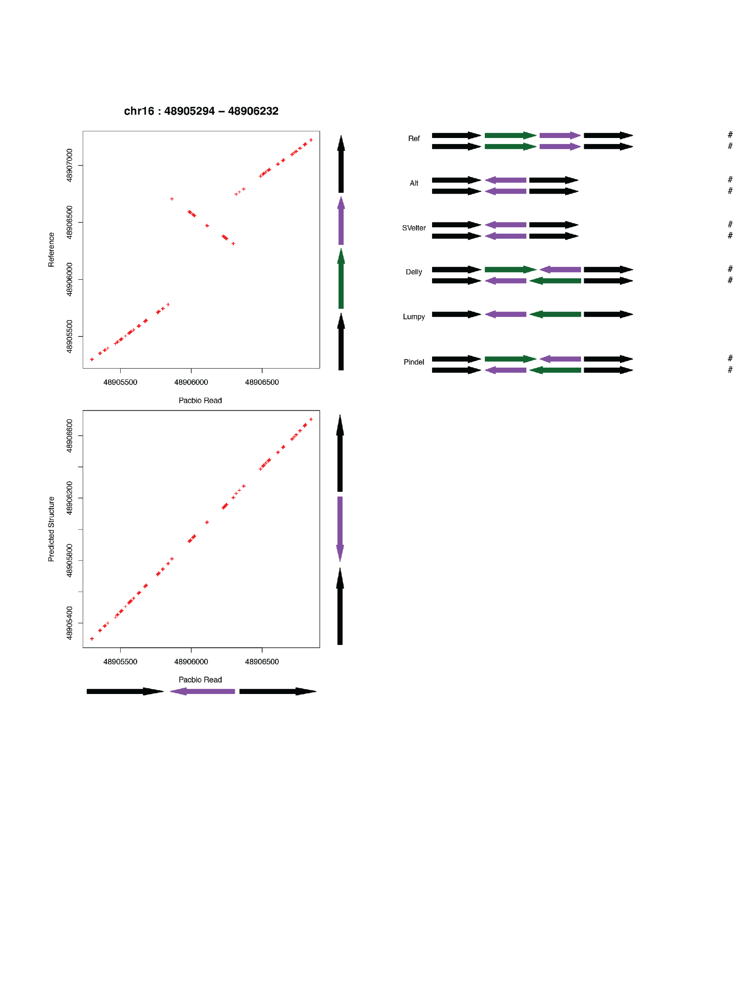 chr16 : 48905294 – 48906232
Reference
48907000
48906500
48906000
48905500
48905500 48906000 48906500
Pacbio Read
Ref #
#
Alt #
#
SVelter #
#
Delly #
#
Lumpy
Pindel #
#
Predicted Structure
48906600
48906200
48905800
48905400
48905500 48906000 48906500
Pacbio Read